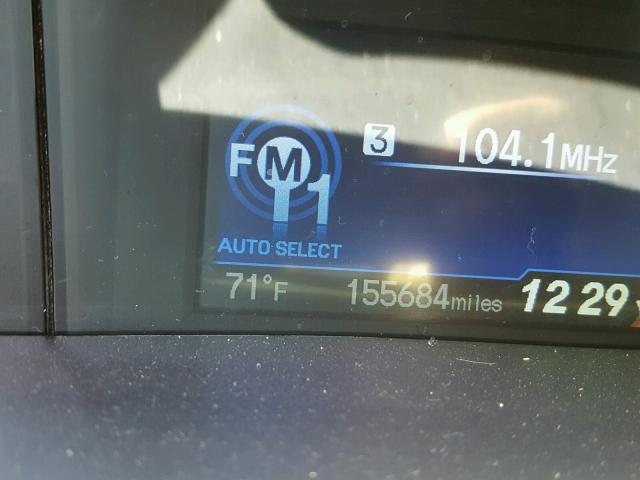 3 104.1MHz
FM1
AUTO SELECT
71°F 155684miles 12 29